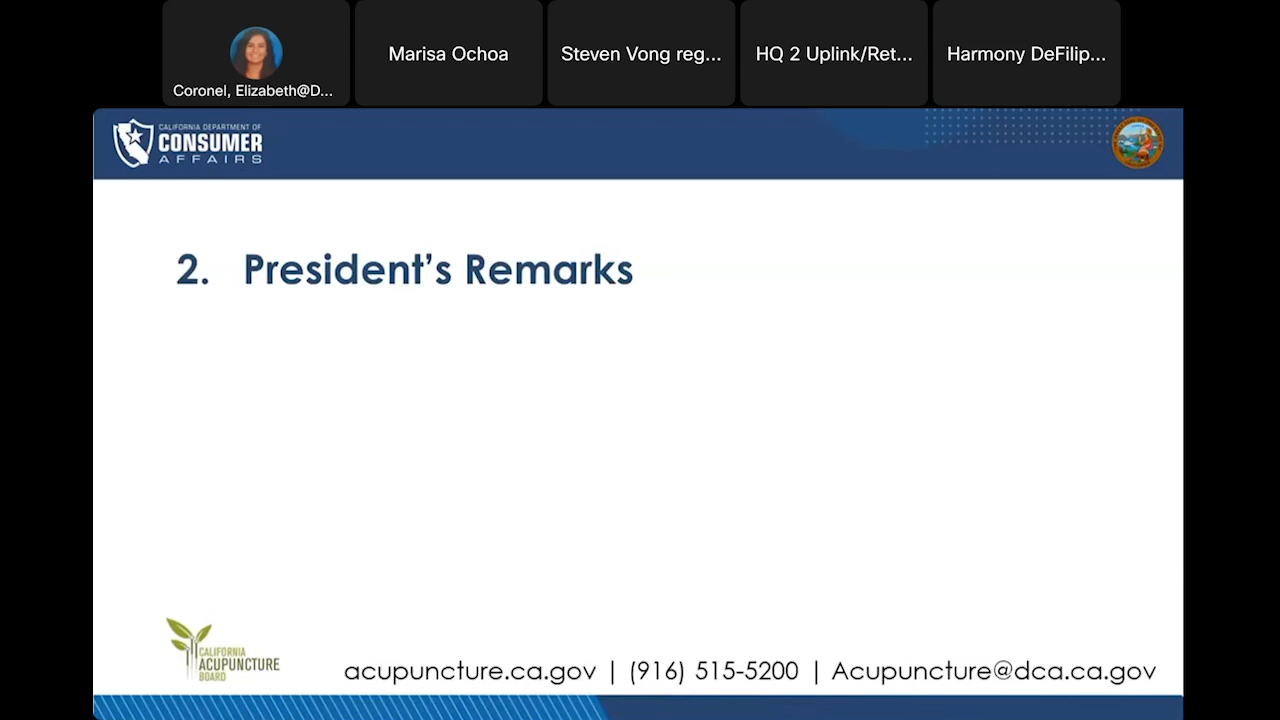 Coronel, Elizabeth@D...
Marisa Ochoa
Steven Vong reg...
HQ 2 Uplink/Ret...
Harmony DeFilip...
CALIFORNIA DEPARTMENT OF
CONSUMER
AFFAIRS
2. President's Remarks
CALIFORNIA
ACUPUNCTURE
BOARD
acupuncture.ca.gov | (916) 515-5200 | Acupuncture@dca.ca.gov